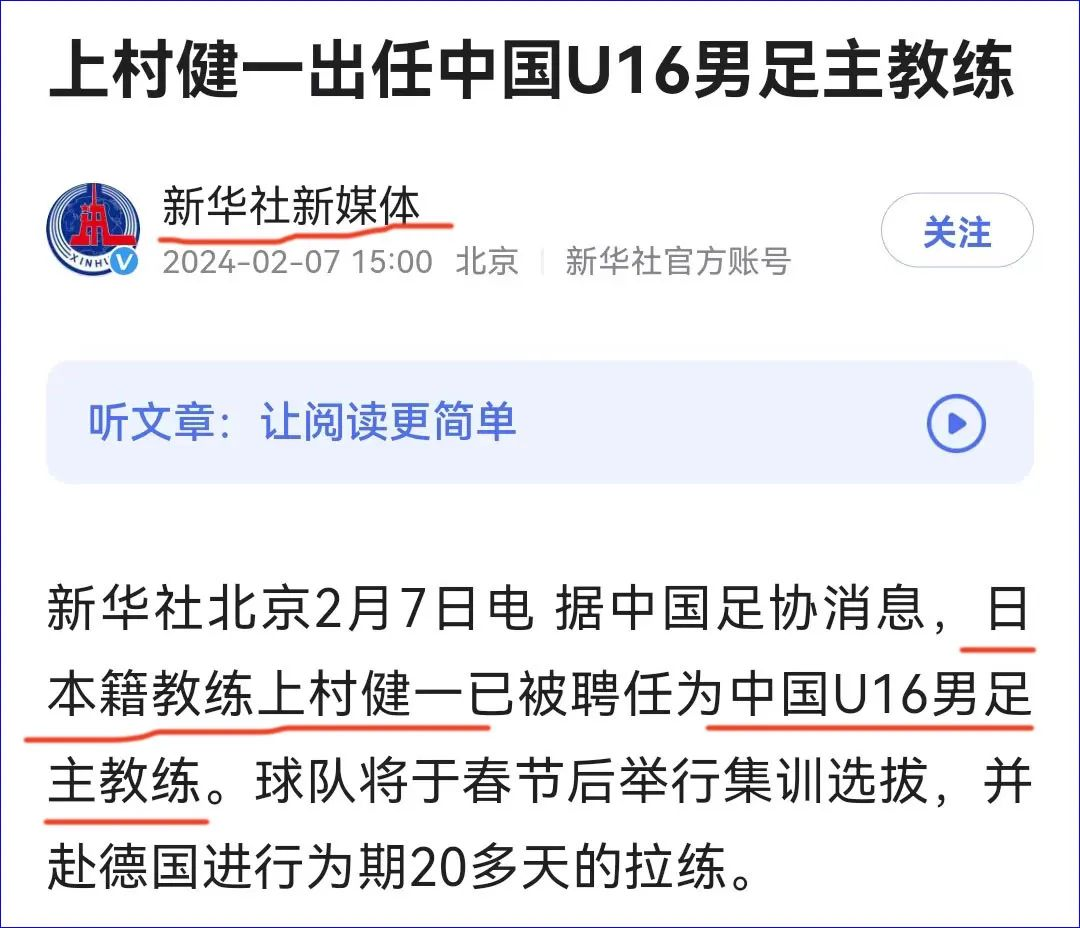 上村健一出任中国U16男足主教练
新华社新媒体
2024-02-07 15:00 北京 新华社官方账号
关注
XINHU
听文章：让阅读更简单
新华社北京2月7日电 据中国足协消息，日
本籍教练上村健一已被聘任为中国U16男足
主教练。球队将于春节后举行集训选拔，并
赴德国进行为期20多天的拉练。